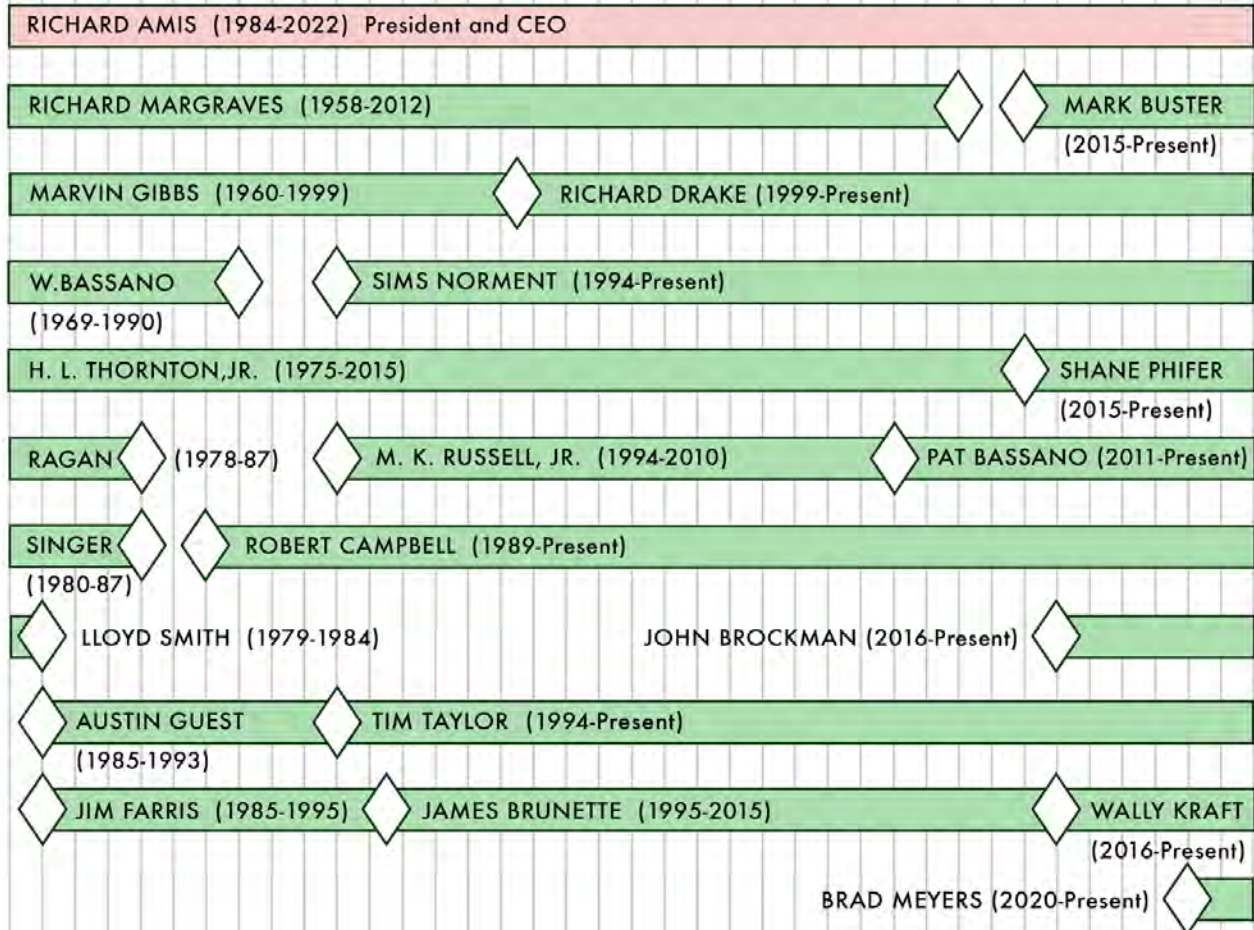 RICHARD AMIS (1984-2022) President and CEO
RICHARD MARGRAVES (1958-2012)
MARK BUSTER
(2015-Present)
MARVIN GIBBS (1960-1999)
RICHARD DRAKE (1999-Present)
W.BASSANO
(1969-1990)
SIMS NORMENT (1994-Present)
H. L. THORNTON,JR. (1975-2015)
SHANE PHIFER
(2015-Present)
RAGAN
(1978-87)
M. K. RUSSELL, JR. (1994-2010)
PAT BASSANO (2011-Present)
SINGER
(1980-87)
ROBERT CAMPBELL (1989-Present)
LLOYD SMITH (1979-1984)
JOHN BROCKMAN (2016-Present)
AUSTIN GUEST
(1985-1993)
TIM TAYLOR (1994-Present)
JIM FARRIS (1985-1995)
JAMES BRUNETTE (1995-2015)
WALLY KRAFT
(2016-Present)
BRAD MEYERS (2020-Present)